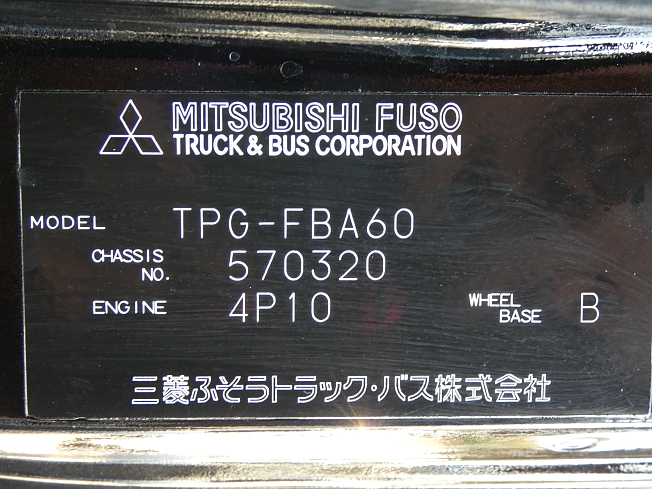 MITSUBISHI FUSO
TRUCK & BUS CORPORATION
MODEL TPG-FBA60
CHASSIS NO. 570320
ENGINE 4P10 WHEEL BASE B
三菱ふそうトラック・バス株式会社